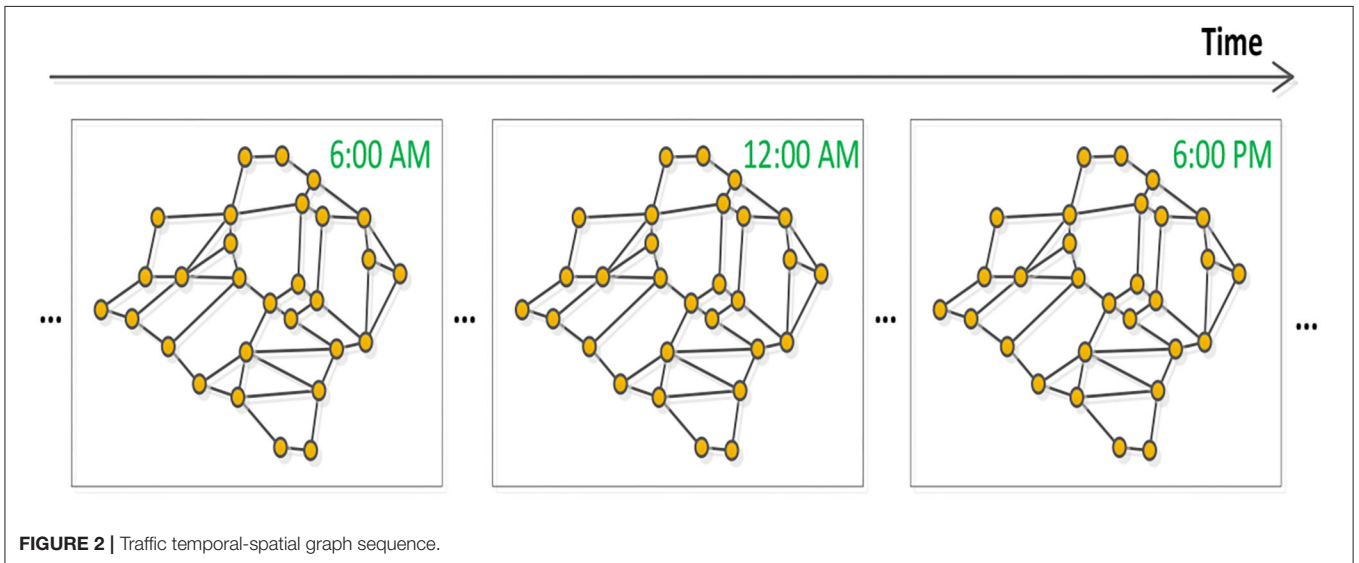 Time
6:00 AM
12:00 AM
6:00 PM
...
...
...
...
FIGURE 2 | Traffic temporal-spatial graph sequence.